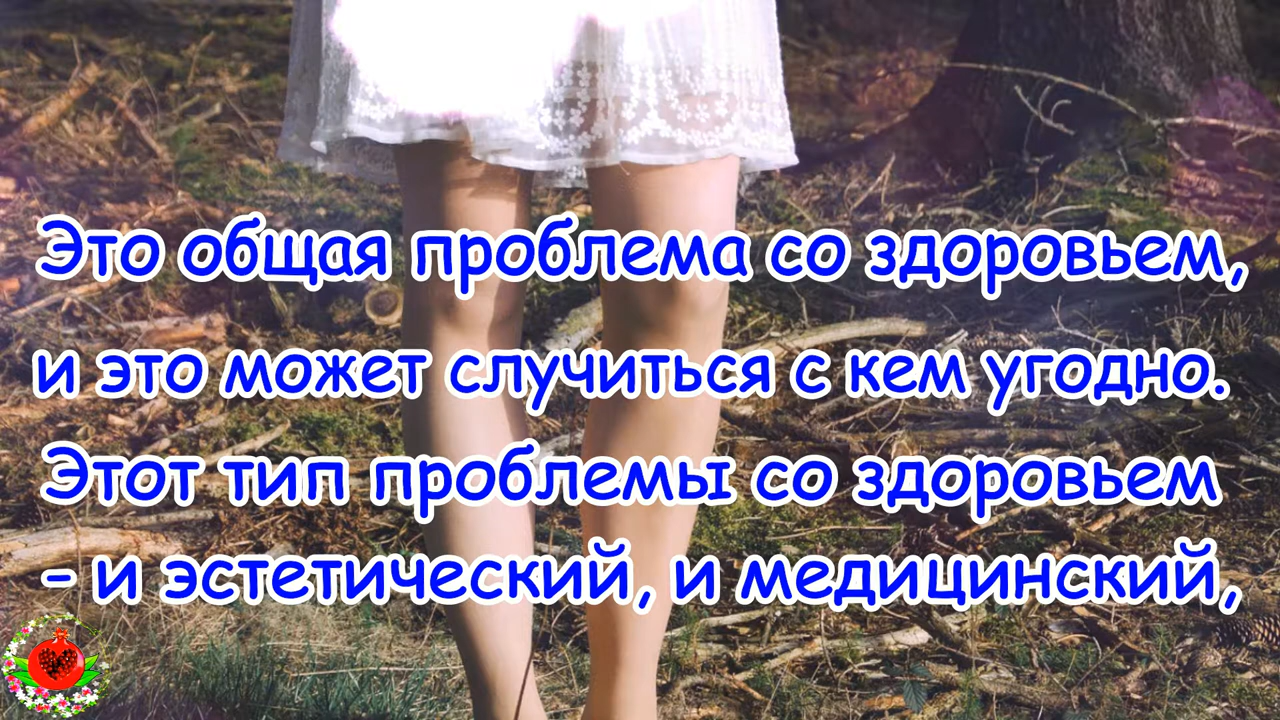 Это общая проблема со здоровьем,
и это может случиться с кем угодно.
Этот тип проблемы со здоровьем
- и эстетический, и медицинский,